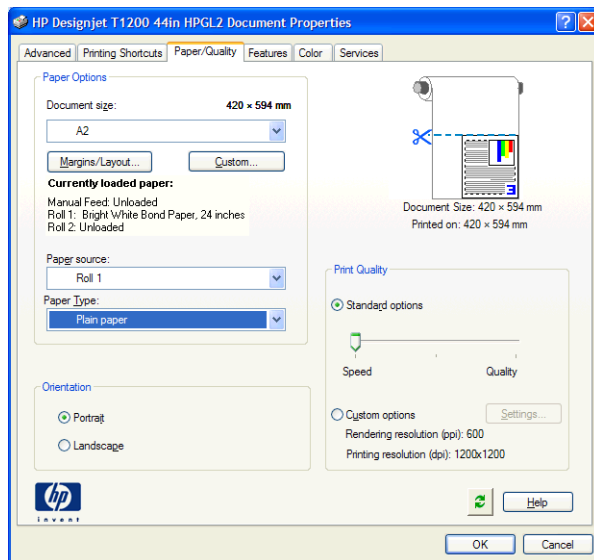 HP Designjet T1200 44in HPGL2 Document Properties
Advanced Printing Shortcuts Paper/Quality Features Color Services
Paper Options
Document size: 420 × 594 mm
A2
Margins/Layout... Custom...
Currently loaded paper:
Manual Feed: Unloaded
Roll 1: Bright White Bond Paper, 24 inches
Roll 2: Unloaded
Paper source:
Roll 1
Paper Type:
Plain paper
Orientation
Portrait
Landscape
3
Document Size: 420 × 594 mm
Printed on: 420 × 594 mm
Print Quality
Standard options
Speed Quality
Custom options Settings...
Rendering resolution (ppi): 600
Printing resolution (dpi): 1200x1200
hp
invent
Help
OK Cancel